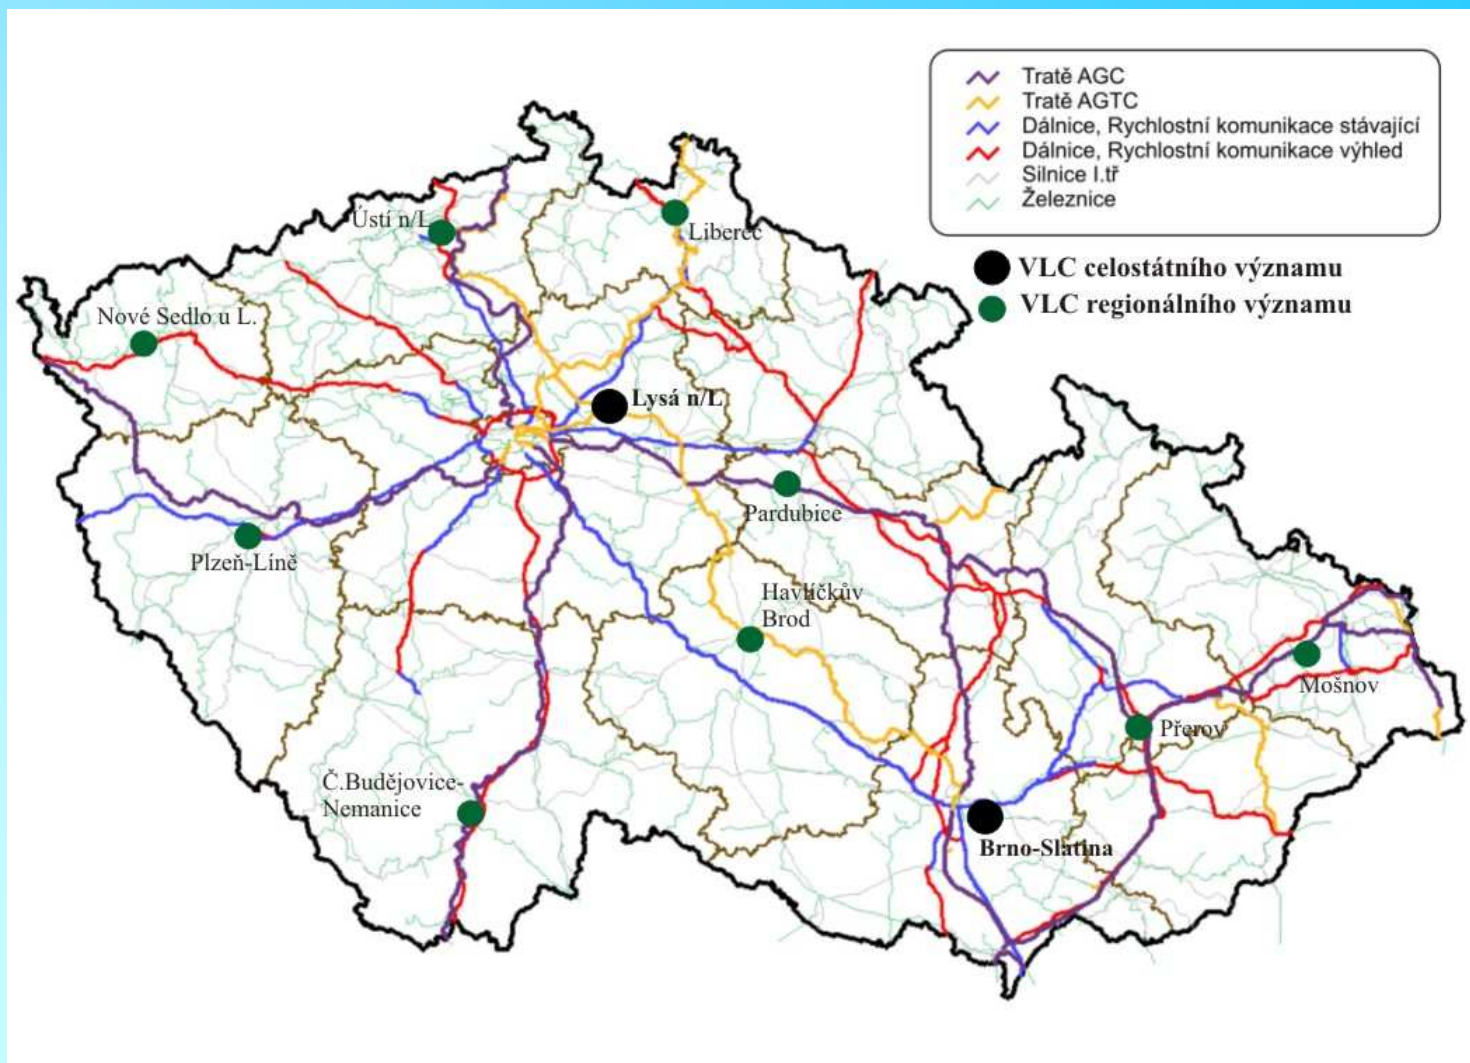 Tratě AGC
Tratě AGTC
Dálnice, Rychlostní komunikace stávající
Dálnice, Rychlostní komunikace výhled
Silnice I.tř
Železnice
VLC celostátního významu
VLC regionálního významu
Ústí n/L
Liberec
Nové Sedlo u L.
Lysá n/L
Pardubice
Plzeň-Líně
Havlíčkův
Brod
Mošnov
Přerov
Č.Budějovice-
Nemanice
Brno-Slatina